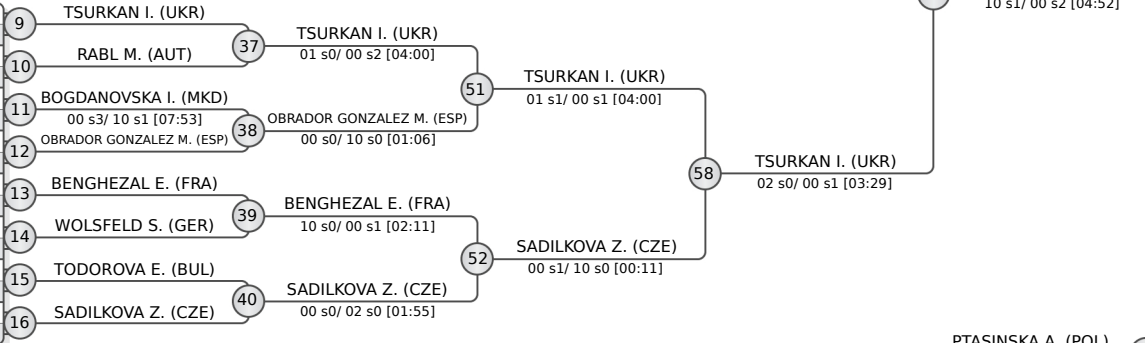 10 s1/ 00 s2 [04:52]
9
TSURKAN I. (UKR)
10
RABL M. (AUT)
37
TSURKAN I. (UKR)
01 s0/ 00 s2 [04:00]
11
BOGDANOVSKA I. (MKD)
00 s3/ 10 s1 [07:53]
12
OBRADOR GONZALEZ M. (ESP)
38
OBRADOR GONZALEZ M. (ESP)
00 s0/ 10 s0 [01:06]
51
TSURKAN I. (UKR)
01 s1/ 00 s1 [04:00]
13
BENGHEZAL E. (FRA)
14
WOLSFELD S. (GER)
39
BENGHEZAL E. (FRA)
10 s0/ 00 s1 [02:11]
15
TODOROVA E. (BUL)
16
SADILKOVA Z. (CZE)
40
SADILKOVA Z. (CZE)
00 s0/ 02 s0 [01:55]
52
SADILKOVA Z. (CZE)
00 s1/ 10 s0 [00:11]
58
TSURKAN I. (UKR)
02 s0/ 00 s1 [03:29]
PTASINSKA A. (POL)